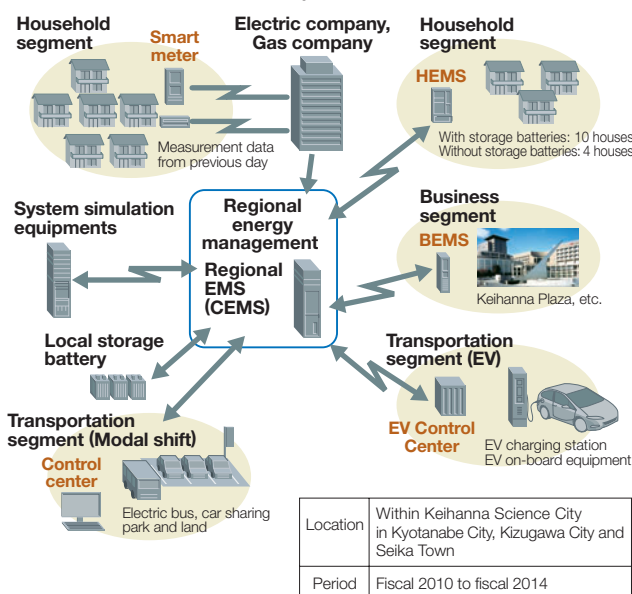 Household
segment
Smart
meter
Measurement data
from previous day
Electric company,
Gas company
Household
segment
HEMS
With storage batteries: 10 houses
Without storage batteries: 4 houses
System simulation
equipments
Regional
energy
management
Regional
EMS
(CEMS)
Business
segment
BEMS
Keihanna Plaza, etc.
Local storage
battery
Transportation
segment (EV)
EV Control
Center
EV charging station
EV on-board equipment
Transportation
segment (Modal shift)
Control
center
Electric bus, car sharing
park and land
Location
Within Keihanna Science City
in Kyotanabe City, Kizugawa City and
Seika Town
Period
Fiscal 2010 to fiscal 2014